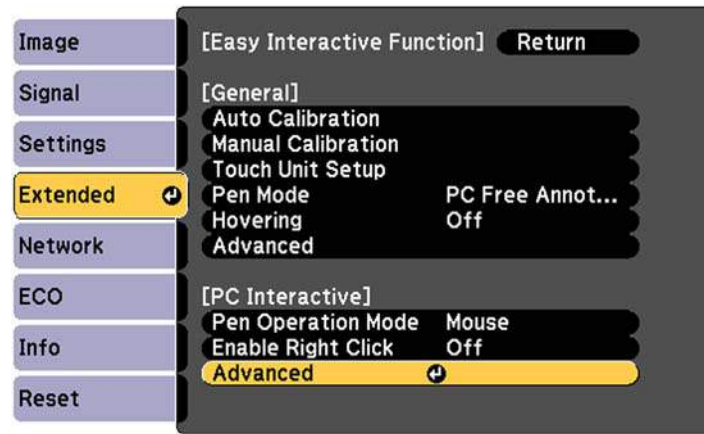 Image
Signal
Settings
Extended
Network
ECO
Info
Reset
[Easy Interactive Function] Return
[General]
Auto Calibration
Manual Calibration
Touch Unit Setup
Pen Mode PC Free Annot...
Hovering Off
Advanced
[PC Interactive]
Pen Operation Mode Mouse
Enable Right Click Off
Advanced